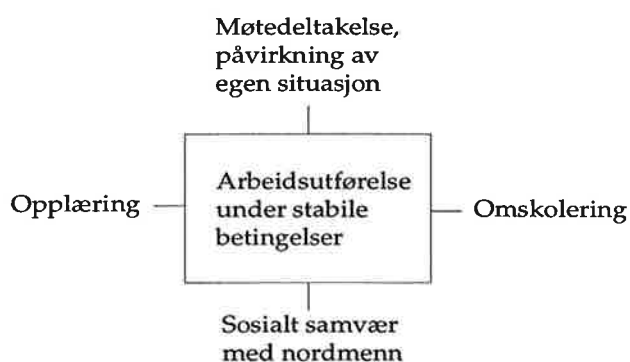 Møtedeltakelse,
påvirkning av
egen situasjon
Opplæring
Arbeidsutførelse
under stabile
betingelser
Omskolering
Sosialt samvær
med nordmenn